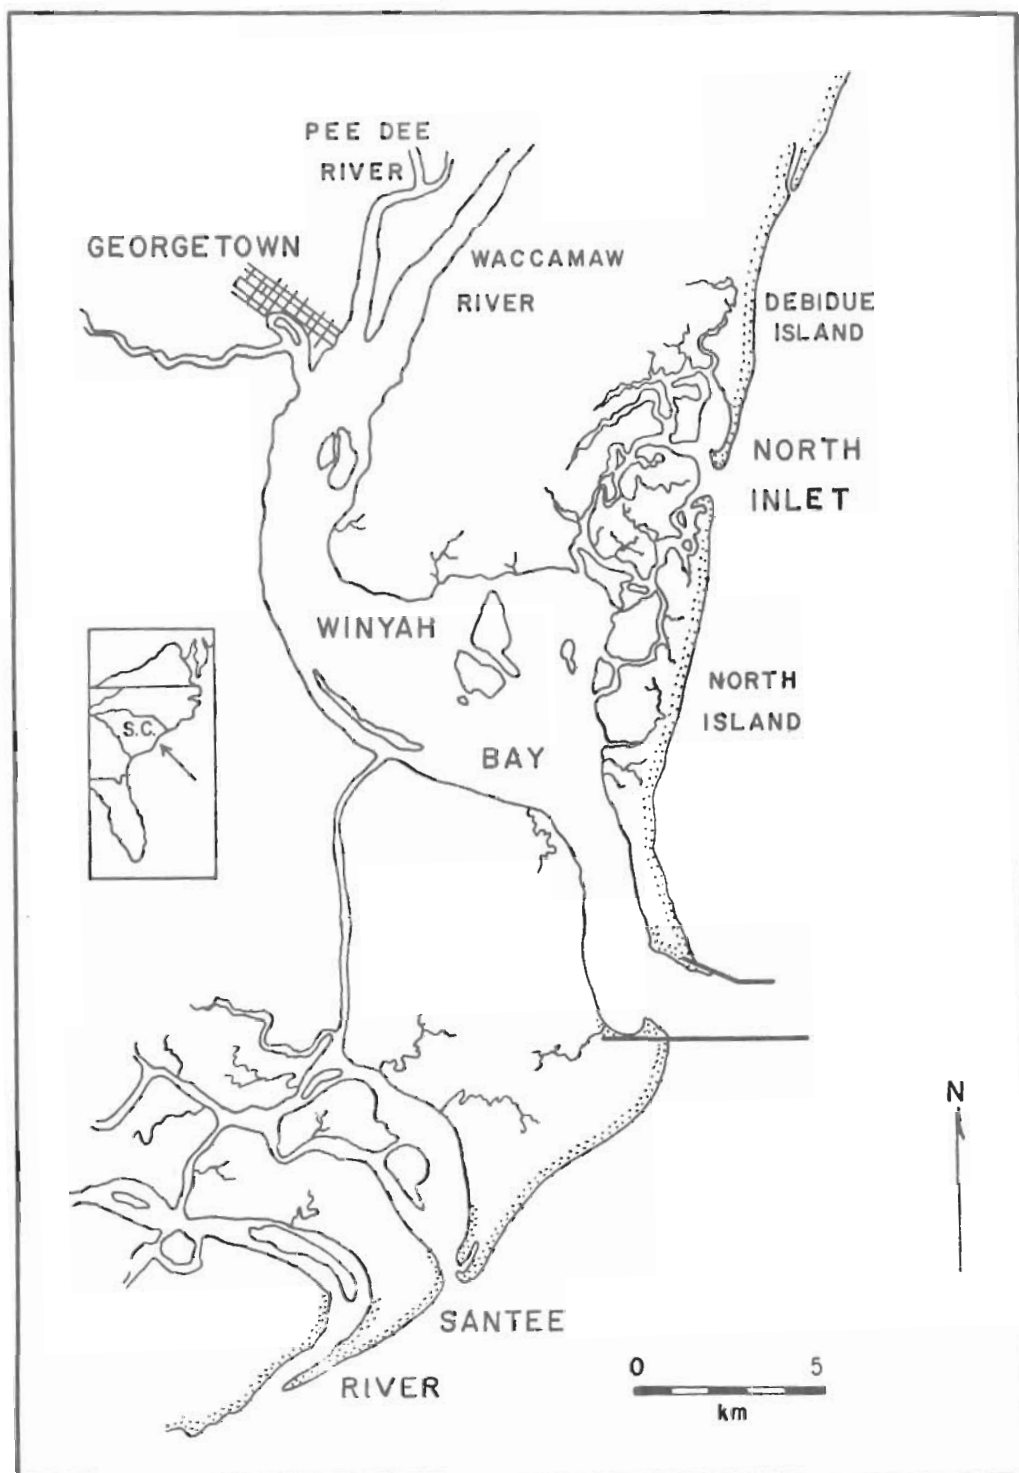 PEE DEE
RIVER
GEORGETOWN
WACCAMAW
RIVER
DEBIDUE
ISLAND
NORTH
INLET
WINYAH
S.C.
NORTH
ISLAND
BAY
N
SANTEE
RIVER
0 5
km